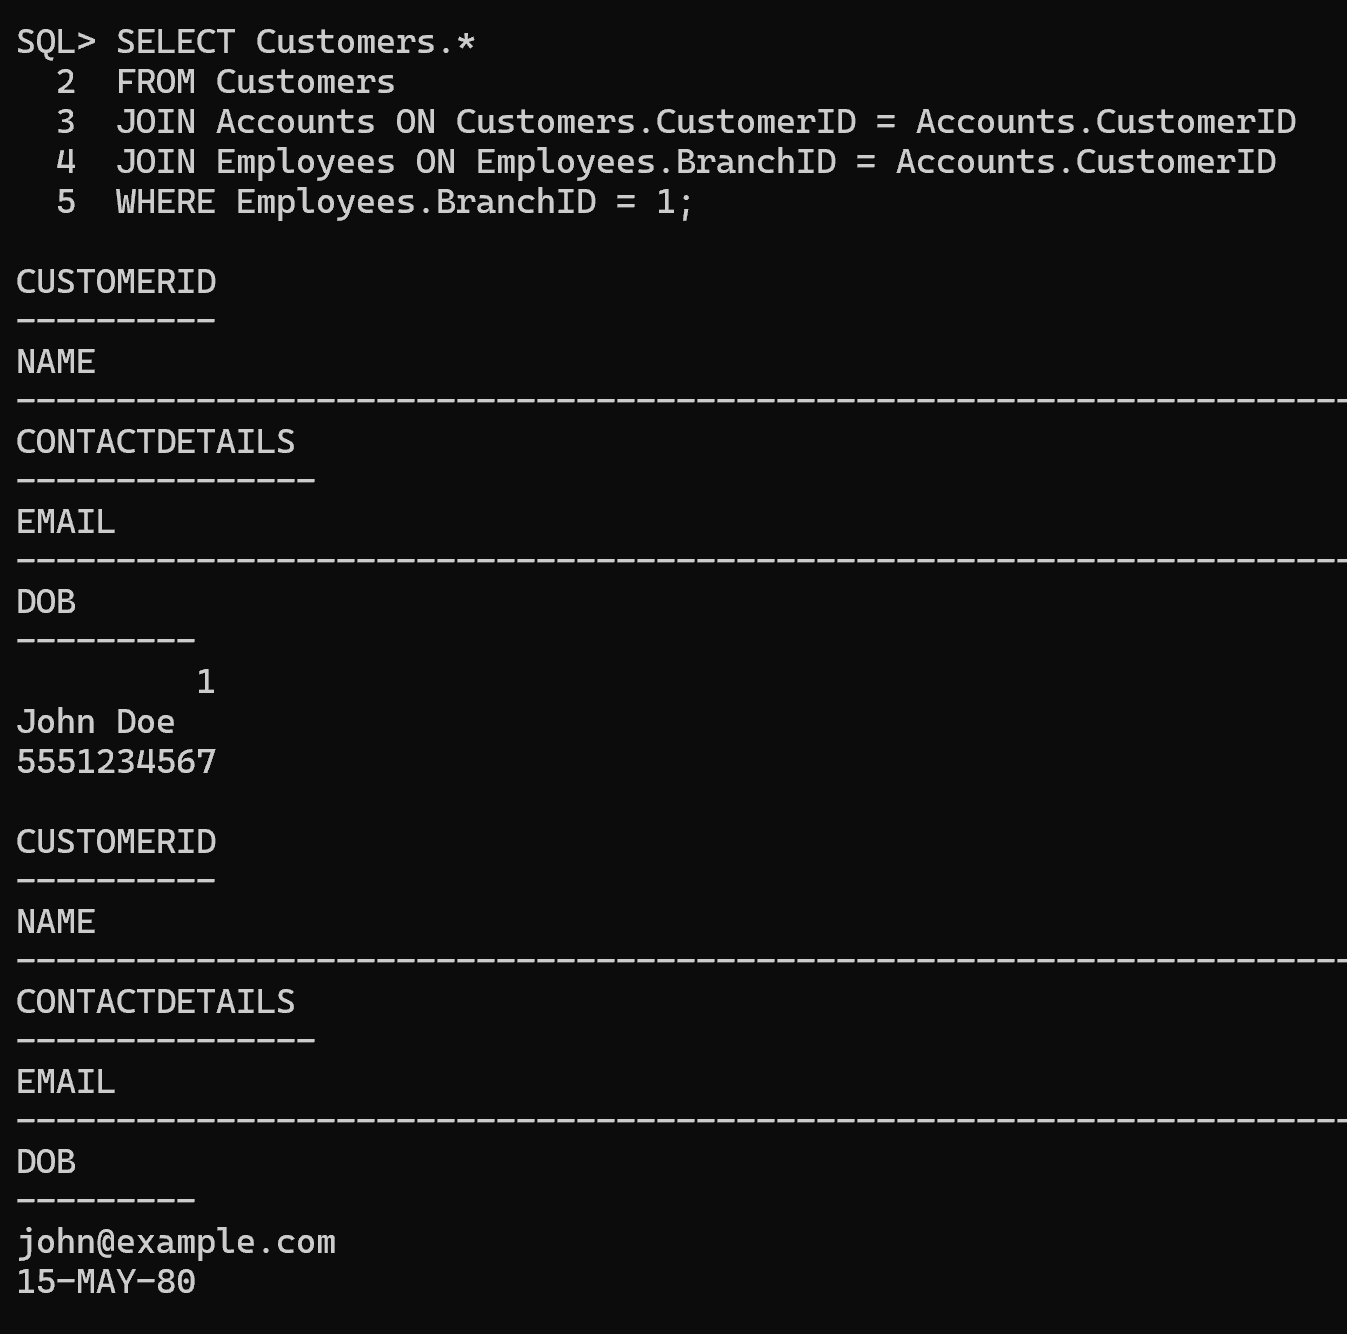 SQL> SELECT Customers.*
  2  FROM Customers
  3  JOIN Accounts ON Customers.CustomerID = Accounts.CustomerID
  4  JOIN Employees ON Employees.BranchID = Accounts.CustomerID
  5  WHERE Employees.BranchID = 1;

CUSTOMERID
----------
NAME
-------------------------------------------------------------------
CONTACTDETAILS
---------------
EMAIL
-------------------------------------------------------------------
DOB
---------
         1
John Doe
5551234567

CUSTOMERID
----------
NAME
-------------------------------------------------------------------
CONTACTDETAILS
---------------
EMAIL
-------------------------------------------------------------------
DOB
---------
john@example.com
15-MAY-80